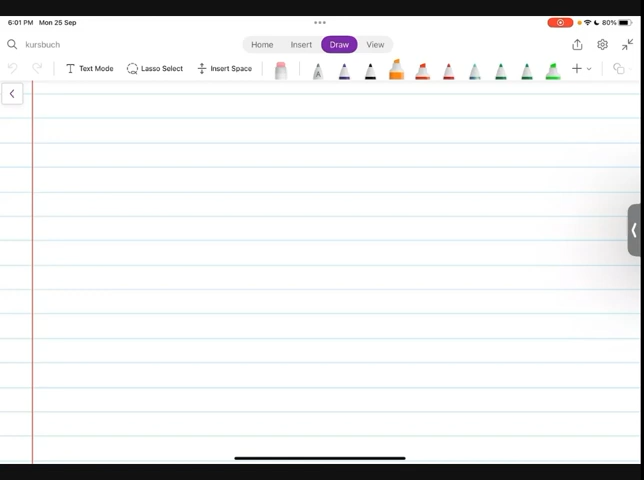 6:01 PM Mon 25 Sep
80%
kursbuch
Home Insert Draw View
Text Mode Lasso Select Insert Space
A